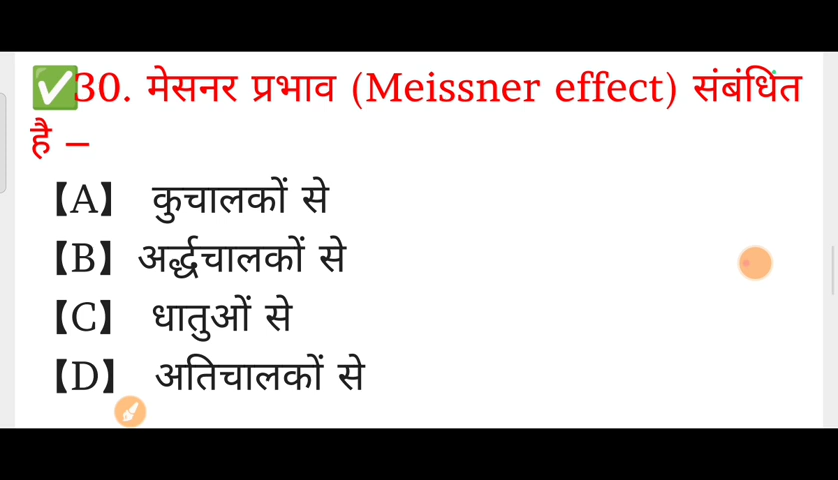 ✅30. मेसनर प्रभाव (Meissner effect) संबंधित
है –
【A】 कुचालकों से
【B】 अर्द्धचालकों से
【C】 धातुओं से
【D】 अतिचालकों से